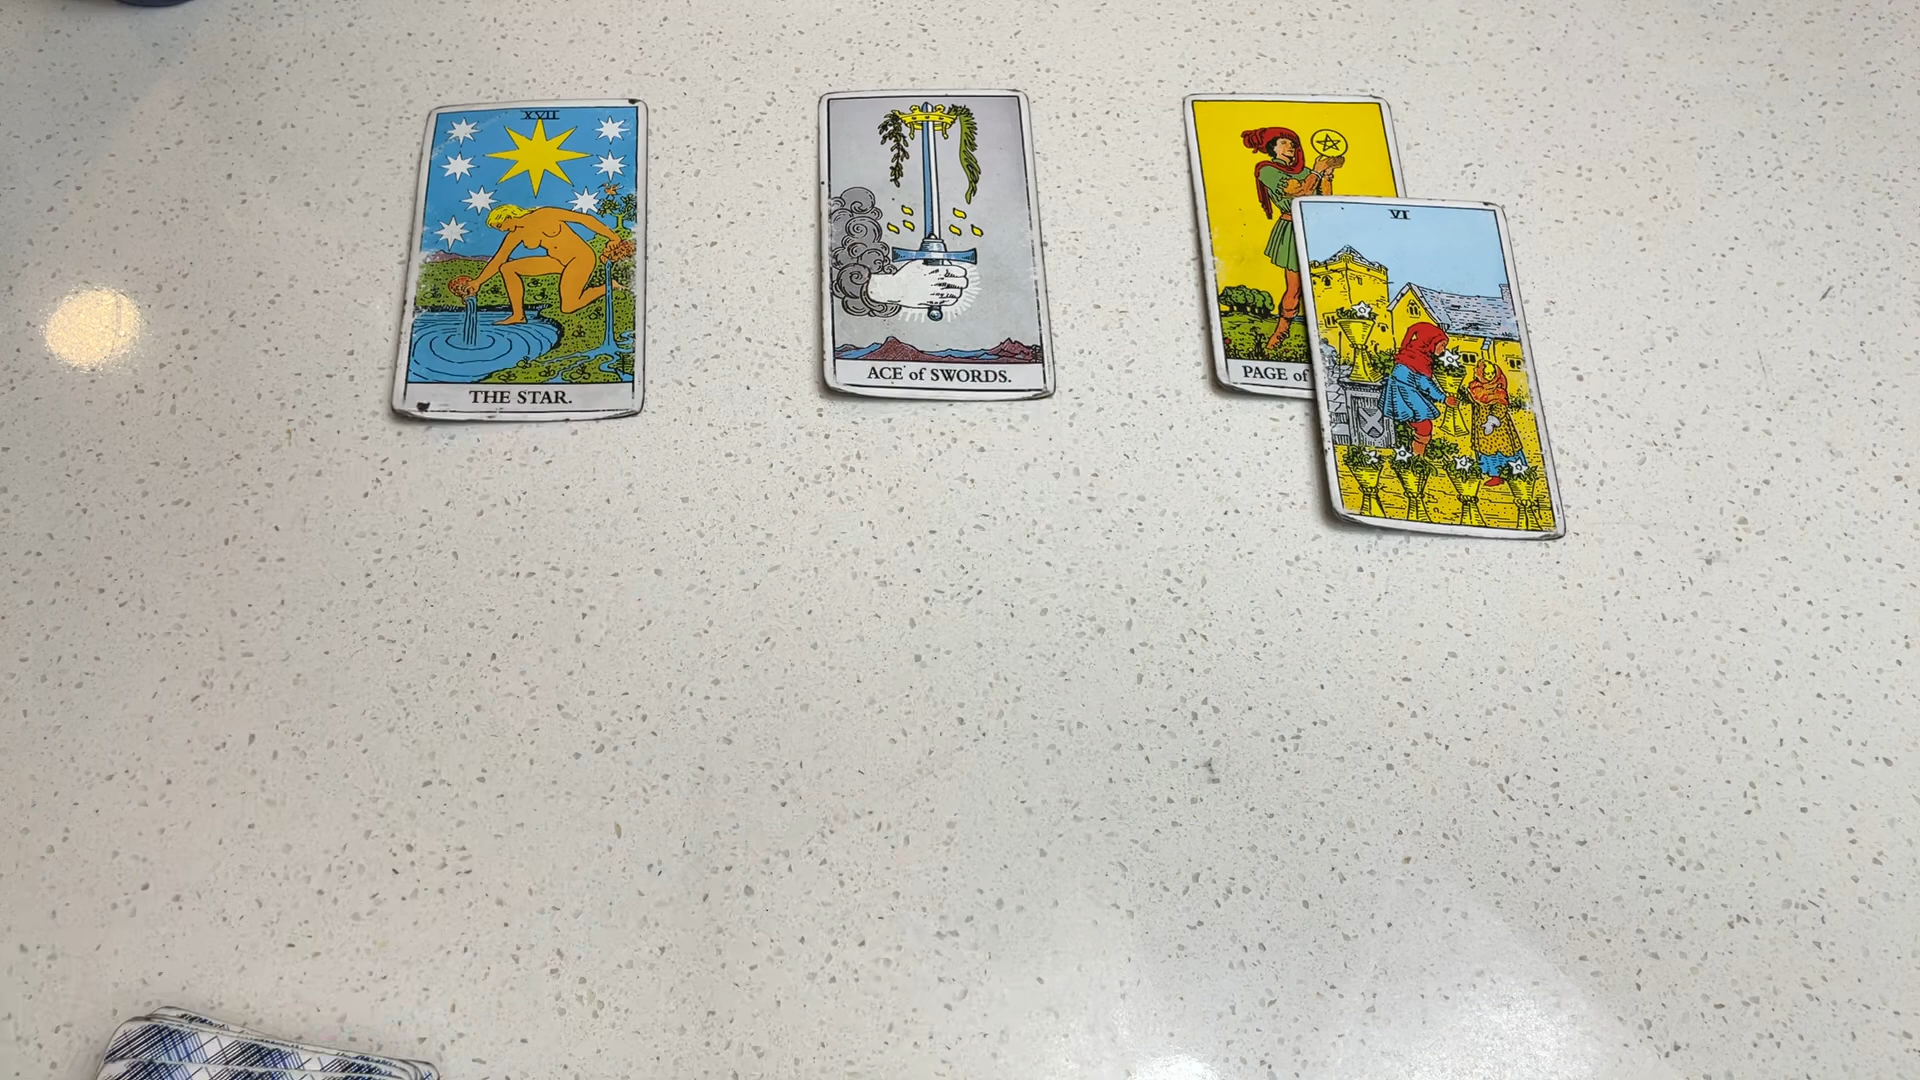 XVII
THE STAR.
ACE of SWORDS.
PAGE of
VI